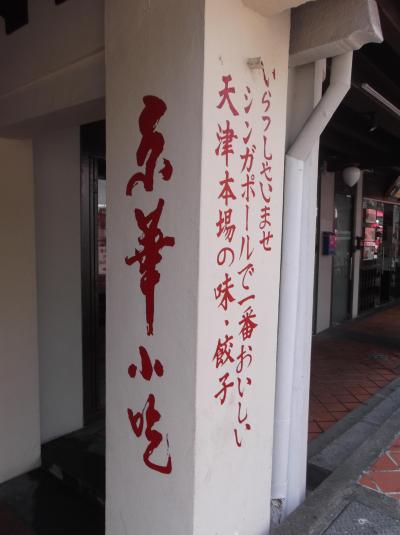 京華小吃
いらっしゃいませ
シンガポールで一番おいしい
天津本場の味・餃子